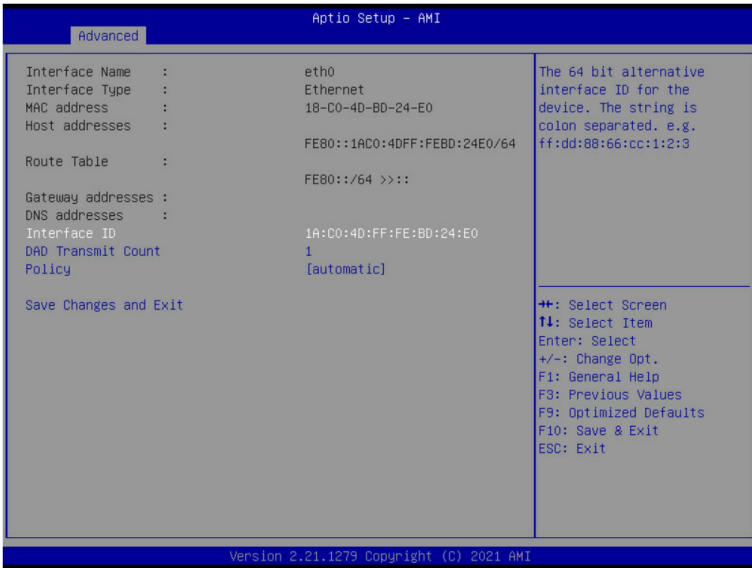 Aptio Setup – AMI
Advanced
Interface Name : eth0
Interface Type : Ethernet
MAC address : 18-C0-4D-BD-24-E0
Host addresses :
FE80::1AC0:4DFF:FEBD:24E0/64
Route Table :
FE80::/64 >>::
Gateway addresses :
DNS addresses :
Interface ID 1A:C0:4D:FF:FE:BD:24:E0
DAD Transmit Count 1
Policy [automatic]
Save Changes and Exit
The 64 bit alternative
interface ID for the
device. The string is
colon separated. e.g.
ff:dd:88:66:cc:1:2:3
→←: Select Screen
↑↓: Select Item
Enter: Select
+/-: Change Opt.
F1: General Help
F3: Previous Values
F9: Optimized Defaults
F10: Save & Exit
ESC: Exit
Version 2.21.1279 Copyright (C) 2021 AMI